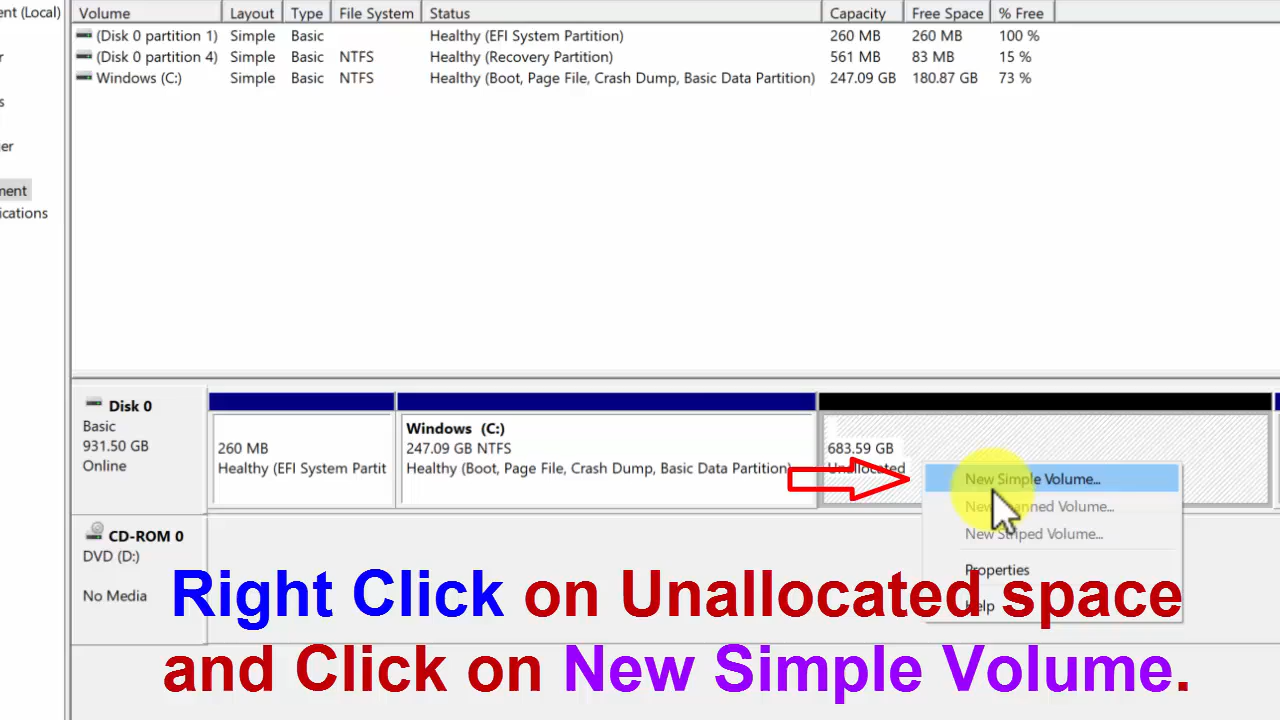 ent (Local)
r
s
er
ment
ications
Volume Layout Type File System Status Capacity Free Space % Free
(Disk 0 partition 1) Simple Basic Healthy (EFI System Partition) 260 MB 260 MB 100 %
(Disk 0 partition 4) Simple Basic NTFS Healthy (Recovery Partition) 561 MB 83 MB 15 %
Windows (C:) Simple Basic NTFS Healthy (Boot, Page File, Crash Dump, Basic Data Partition) 247.09 GB 180.87 GB 73 %
Disk 0
Basic
931.50 GB
Online
260 MB
Healthy (EFI System Partit
Windows (C:)
247.09 GB NTFS
Healthy (Boot, Page File, Crash Dump, Basic Data Partition)
683.59 GB
Unallocated
New Simple Volume...
New Spanned Volume...
New Striped Volume...
Properties
Help
CD-ROM 0
DVD (D:)
No Media
Right Click on Unallocated space
and Click on New Simple Volume.